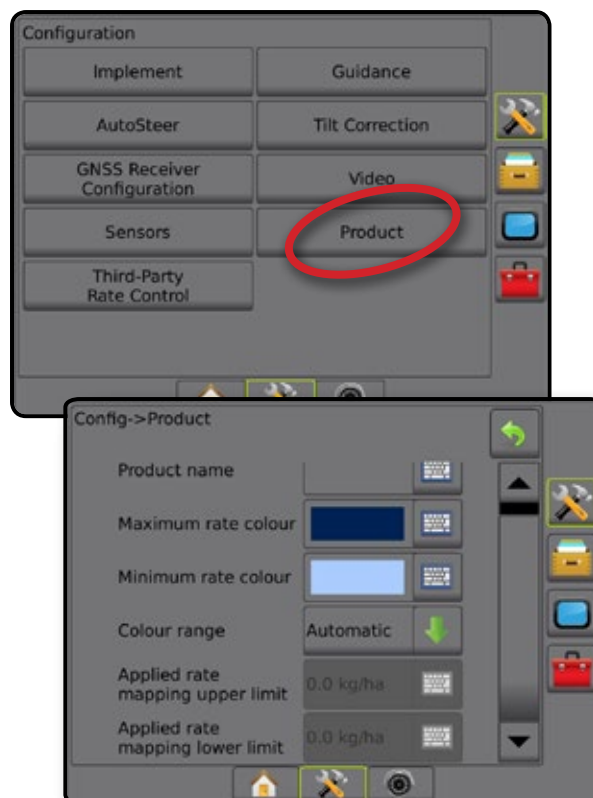 Configuration
Implement
Guidance
AutoSteer
Tilt Correction
GNSS Receiver
Configuration
Video
Sensors
Product
Third-Party
Rate Control
Config->Product
Product name
Maximum rate colour
Minimum rate colour
Colour range
Automatic
Applied rate
mapping upper limit
0.0 kg/ha
Applied rate
mapping lower limit
0.0 kg/ha